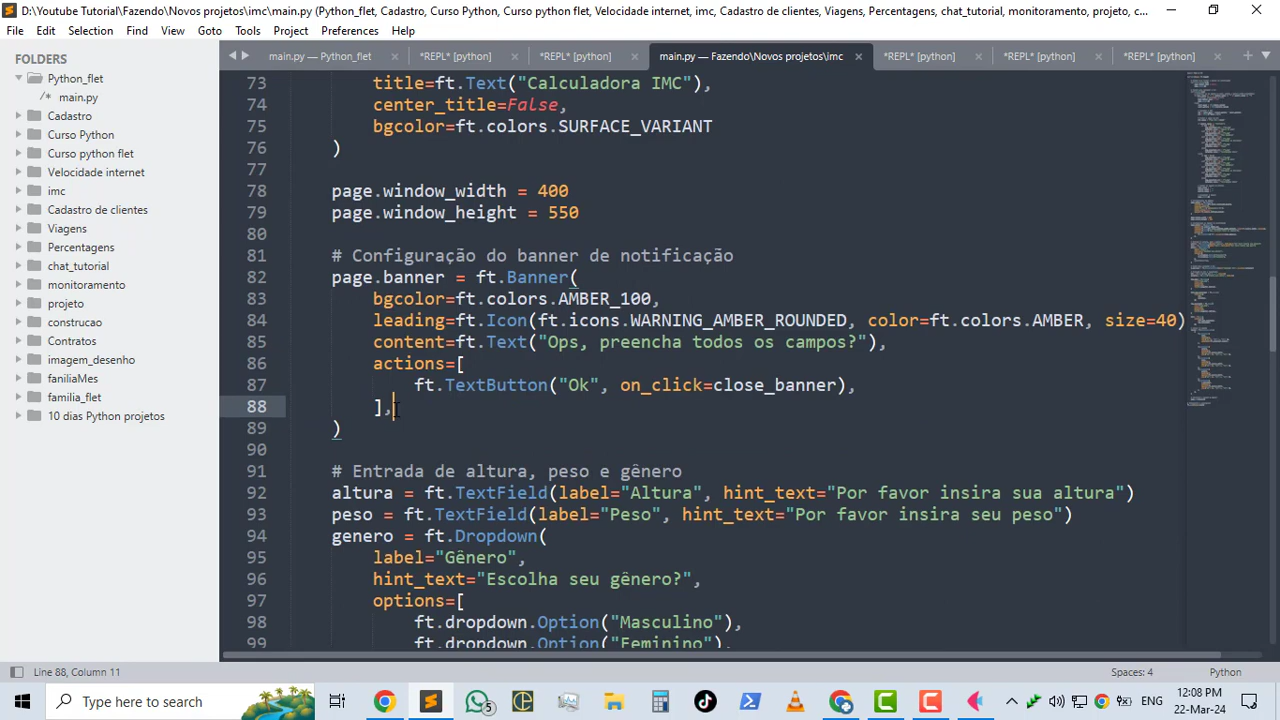 D:\Youtube Tutorial\Fazendo\Novos projetos\imc\main.py (Python_flet, Cadastro, Curso Python, Curso python flet, Velocidade internet, imc, Cadastro de clientes, Viagens, Percentagens, chat_tutorial, monitoramento, projeto, c...
File Edit Selection Find View Goto Tools Project Preferences Help
FOLDERS
Python_flet
/* main.py
Cadastro
Curso Python
Curso python flet
Velocidade internet
imc
Cadastro de clientes
Viagens
Percentagens
chat_tutorial
monitoramento
projeto
construcao
Contratos
imagem_desenho
faniliaMes
familia_flet
10 dias Python projetos
main.py — Python_flet
*REPL* [python]
*REPL* [python]
main.py — Fazendo\Novos projetos\imc
*REPL* [python]
*REPL* [python]
*REPL* [python]
73 title=ft.Text("Calculadora IMC"),
74 center_title=False,
75 bgcolor=ft.colors.SURFACE_VARIANT
76 )
77
78 page.window_width = 400
79 page.window_height = 550
80
81 # Configuração do banner de notificação
82 page.banner = ft.Banner(
83 bgcolor=ft.colors.AMBER_100,
84 leading=ft.Icon(ft.icons.WARNING_AMBER_ROUNDED, color=ft.colors.AMBER, size=40)
85 content=ft.Text("Ops, preencha todos os campos?"),
86 actions=[
87 ft.TextButton("Ok", on_click=close_banner),
88 ],
89 )
90
91 # Entrada de altura, peso e gênero
92 altura = ft.TextField(label="Altura", hint_text="Por favor insira sua altura")
93 peso = ft.TextField(label="Peso", hint_text="Por favor insira seu peso")
94 genero = ft.Dropdown(
95 label="Gênero",
96 hint_text="Escolha seu gênero?",
97 options=[
98 ft.dropdown.Option("Masculino"),
99 ft.dropdown.Option("Feminino"),
Line 88, Column 11
Spaces: 4
Python
Type here to search
5
ENG
12:08 PM
22-Mar-24